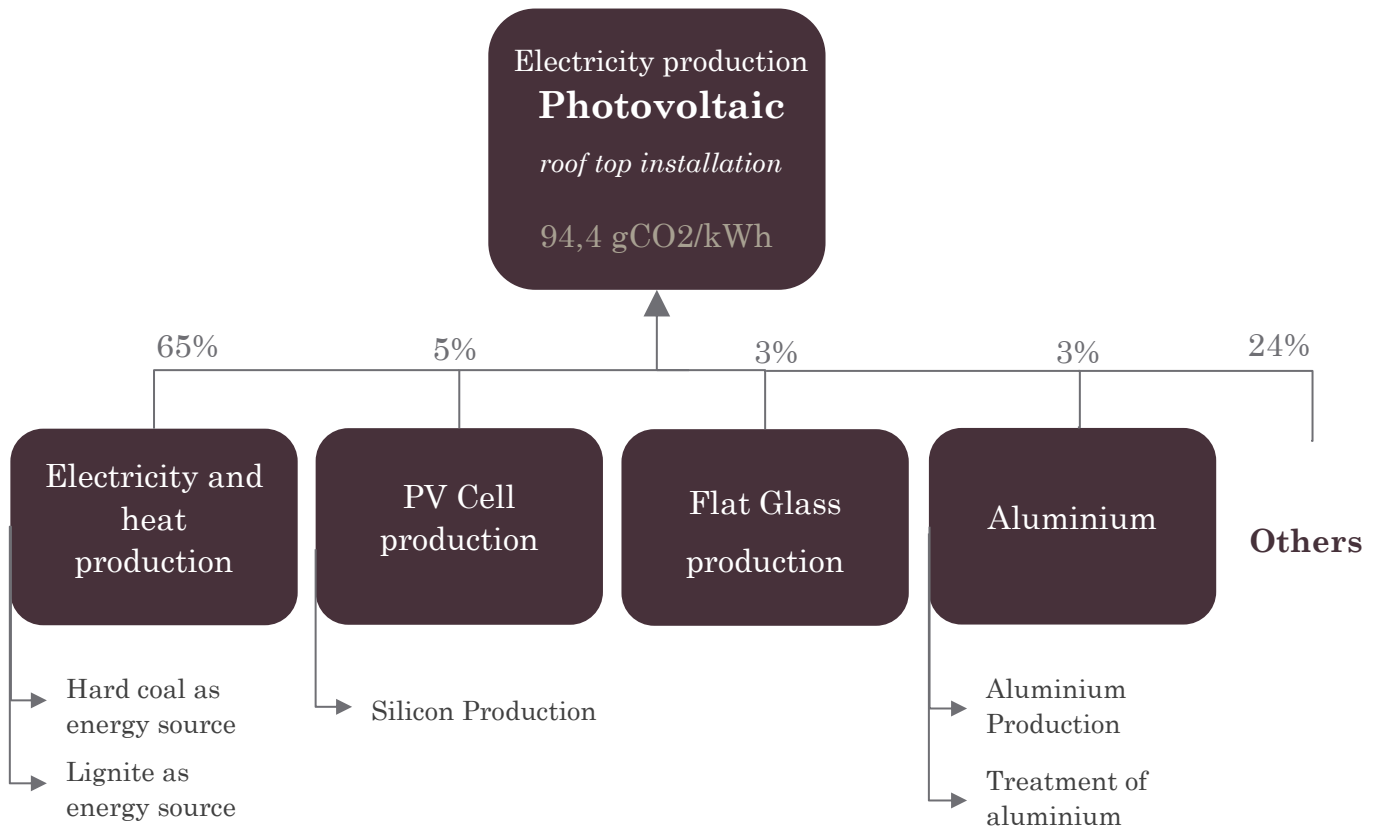 Electricity production
Photovoltaic
roof top installation
94,4 gCO2/kWh
65%
5%
3%
3%
24%
Electricity and
heat
production
PV Cell
production
Flat Glass
production
Aluminium
Others
Hard coal as
energy source
Lignite as
energy source
Silicon Production
Aluminium
Production
Treatment of
aluminium